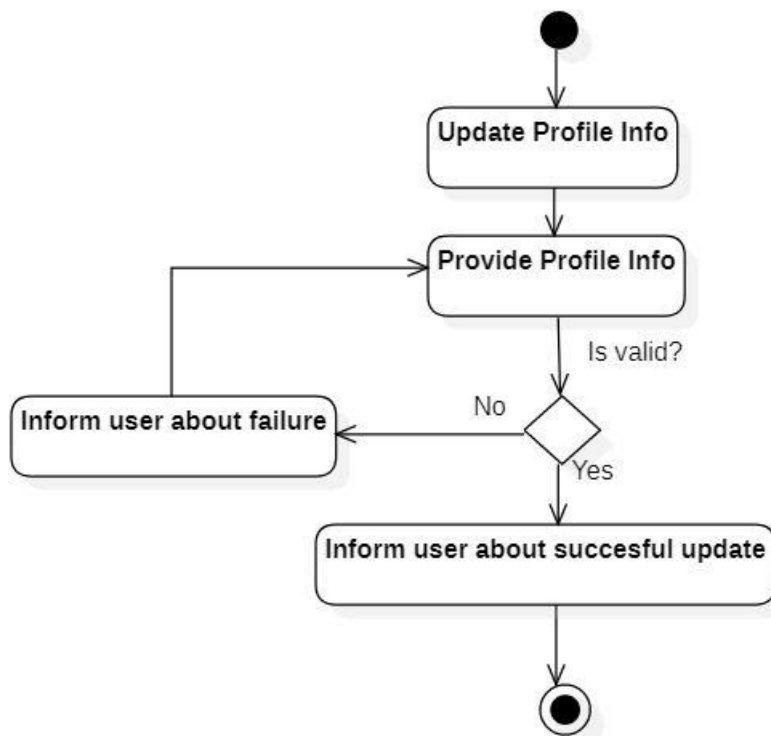 Update Profile Info
Provide Profile Info
Is valid?
No
Inform user about failure
Yes
Inform user about succesful update